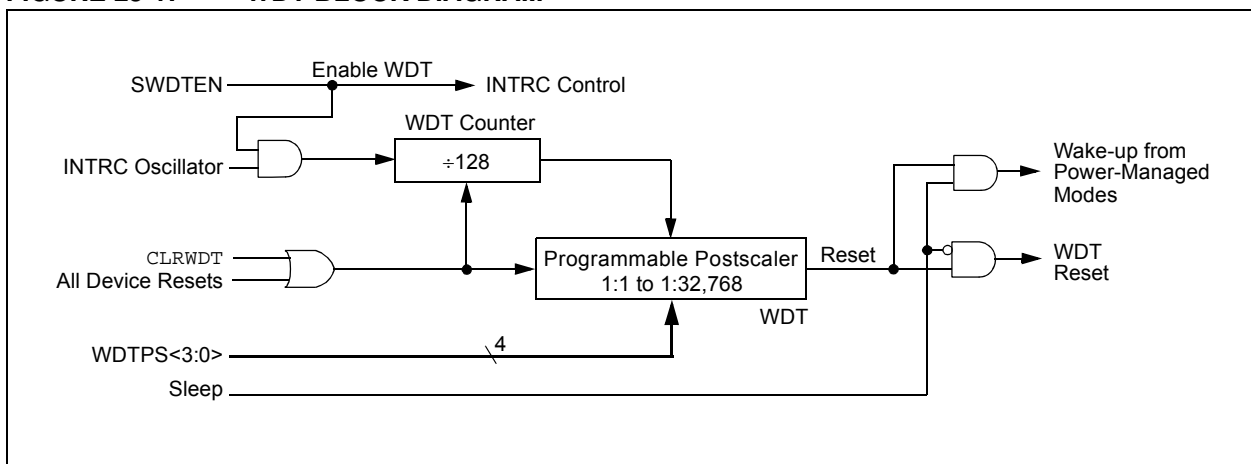 SWDTEN
Enable WDT
INTRC Control
WDT Counter
INTRC Oscillator
÷128
Wake-up from
Power-Managed
Modes
CLRWDT
All Device Resets
Programmable Postscaler
1:1 to 1:32,768
Reset
WDT
Reset
WDT
WDTPS<3:0>
4
Sleep